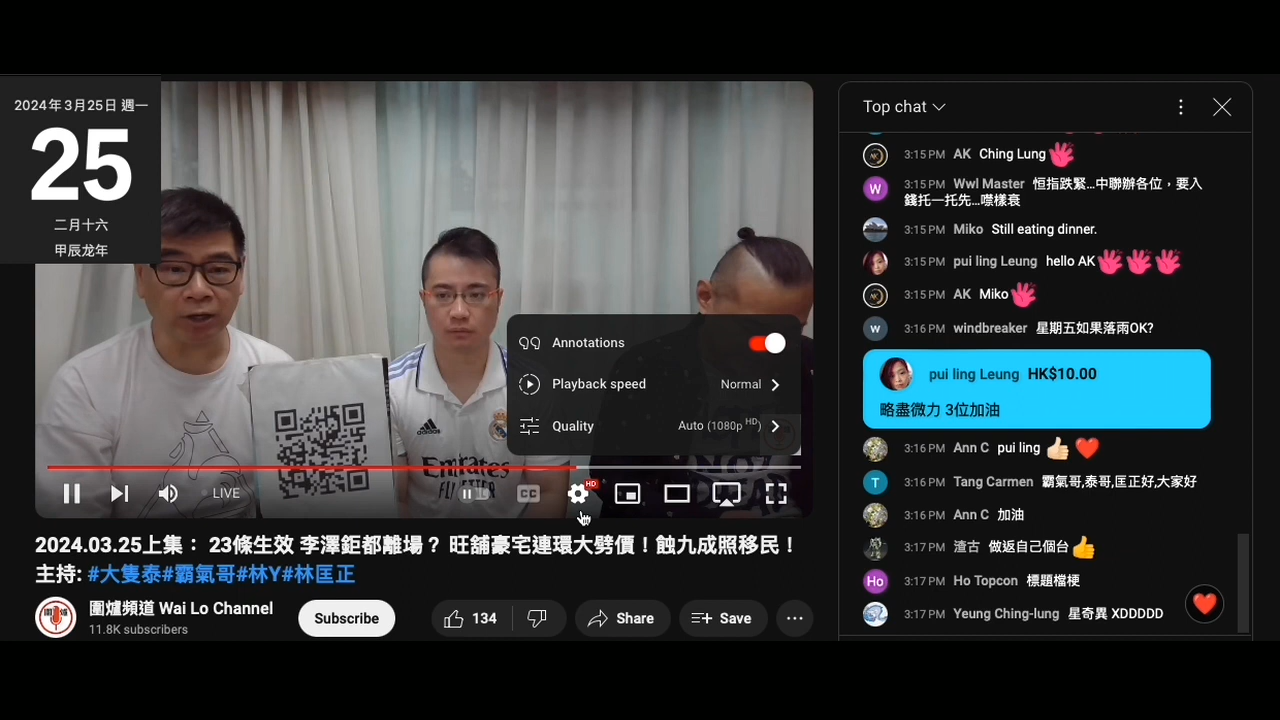 2024年3月25日 週一
25
二月十六
甲辰龙年
Annotations
Playback speed
Normal
Quality
Auto (1080p HD)
adidas
Emirates
LIVE
CC
HD
2024.03.25上集： 23條生效 李澤鉅都離場？ 旺舖豪宅連環大劈價！蝕九成照移民！
主持: #大隻泰#霸氣哥#林Y#林匡正
圍爐頻道 Wai Lo Channel
11.8K subscribers
Subscribe
134
Share
Save
Top chat
3:15 PM AK Ching Lung
3:15 PM Wwl Master 恒指跌緊...中聯辦各位，要入
錢托一托先...噤樣衰
3:15 PM Miko Still eating dinner.
3:15 PM pui ling Leung hello AK
3:15 PM AK Miko
3:16 PM windbreaker 星期五如果落雨OK?
pui ling Leung HK$10.00
略盡微力 3位加油
3:16 PM Ann C pui ling
3:16 PM Tang Carmen 霸氣哥,泰哥,匡正好,大家好
3:16 PM Ann C 加油
3:17 PM 渣古 做返自己個台
3:17 PM Ho Topcon 標題檔梗
3:17 PM Yeung Ching-lung 星奇異 XDDDDD